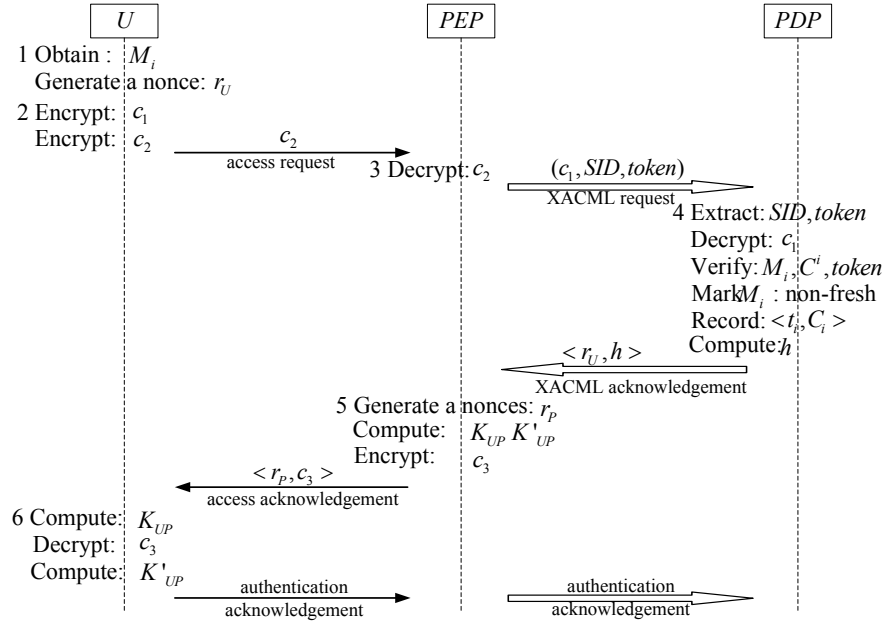 U PEP PDP
1 Obtain : M_i
Generate a nonce: r_U
2 Encrypt: c_1
Encrypt: c_2
c_2
access request
3 Decrypt: c_2
(c_1, SID, token)
XACML request
4 Extract: SID, token
Decrypt: c_1
Verify: M_i, C^i, token
Mark M_i : non-fresh
Record: < t_i, C_i >
Compute: h
< r_U, h >
XACML acknowledgement
5 Generate a nonces: r_P
Compute: K_UP K'_UP
Encrypt: c_3
< r_P, c_3 >
access acknowledgement
6 Compute: K_UP
Decrypt: c_3
Compute: K'_UP
authentication
acknowledgement
authentication
acknowledgement